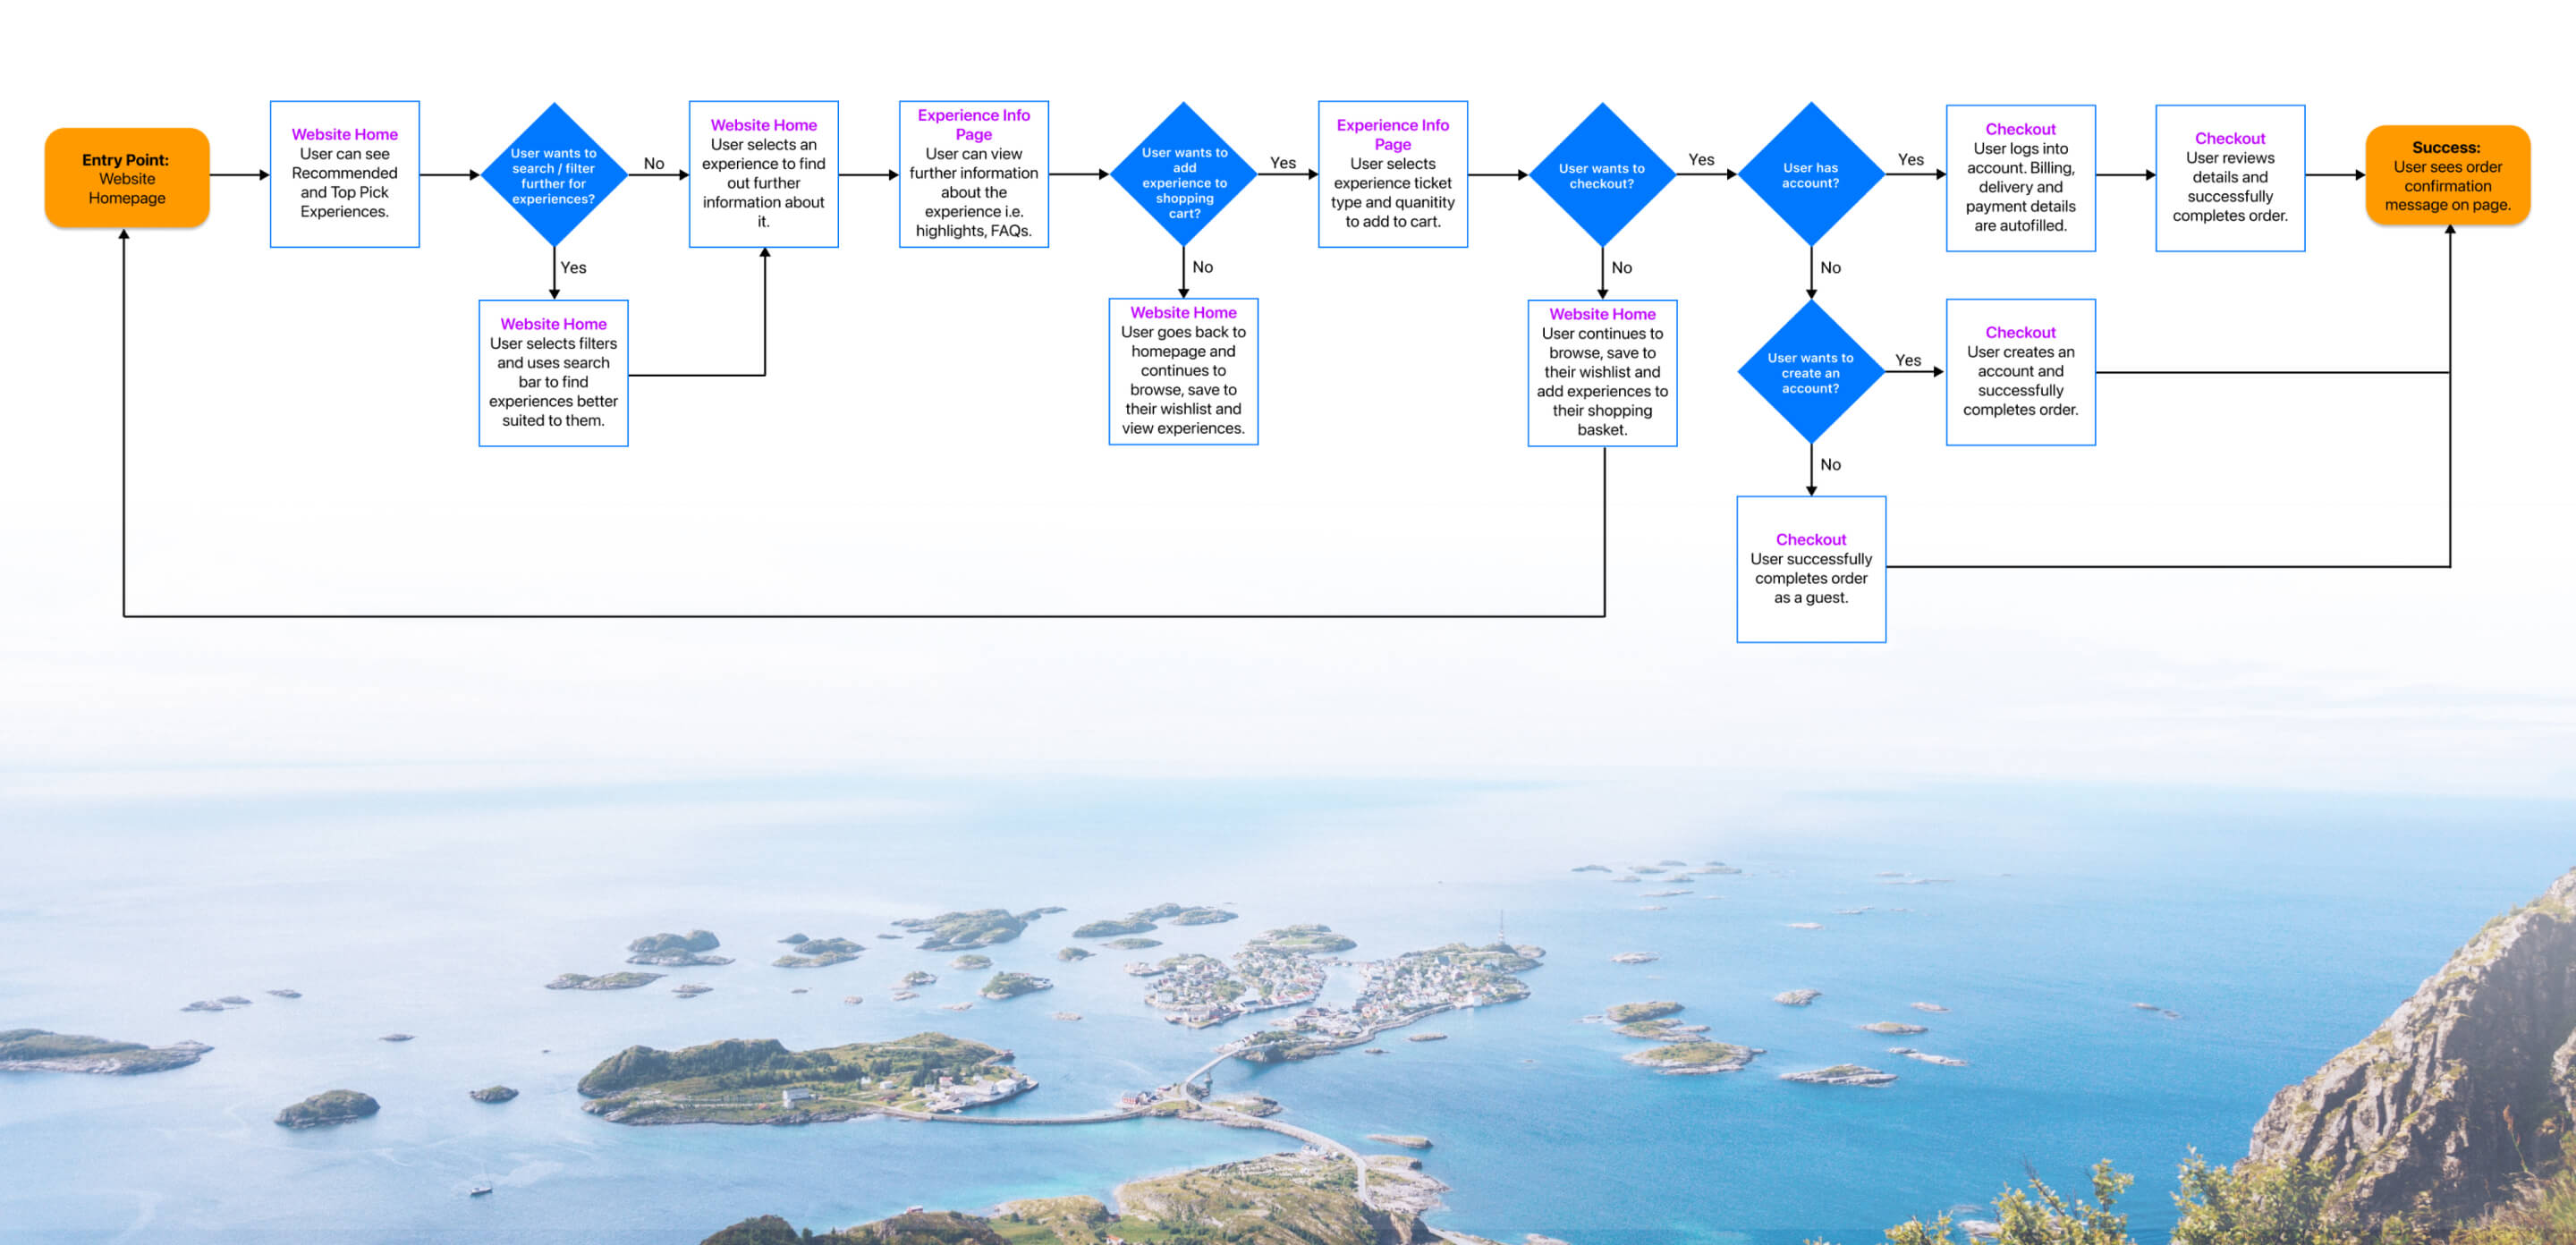 Entry Point:
Website
Homepage
Website Home
User can see
Recommended
and Top Pick
Experiences.
User wants to
search / filter
further for
experiences?
No
Yes
Website Home
User selects filters
and uses search
bar to find
experiences better
suited to them.
Website Home
User selects an
experience to find
out further
information about
it.
Experience Info
Page
User can view
further information
about the
experience i.e.
highlights, FAQs.
User wants to
add
experience to
shopping
cart?
Yes
No
Website Home
User goes back to
homepage and
continues to
browse, save to
their wishlist and
view experiences.
Experience Info
Page
User selects
experience ticket
type and quanitity
to add to cart.
User wants to
checkout?
Yes
No
Website Home
User continues to
browse, save to
their wishlist and
add experiences to
their shopping
basket.
User has
account?
Yes
No
Checkout
User logs into
account. Billing,
delivery and
payment details
are autofilled.
Checkout
User reviews
details and
successfully
completes order.
Success:
User sees order
confirmation
message on page.
User wants to
create an
account?
Yes
No
Checkout
User creates an
account and
successfully
completes order.
Checkout
User successfully
completes order
as a guest.